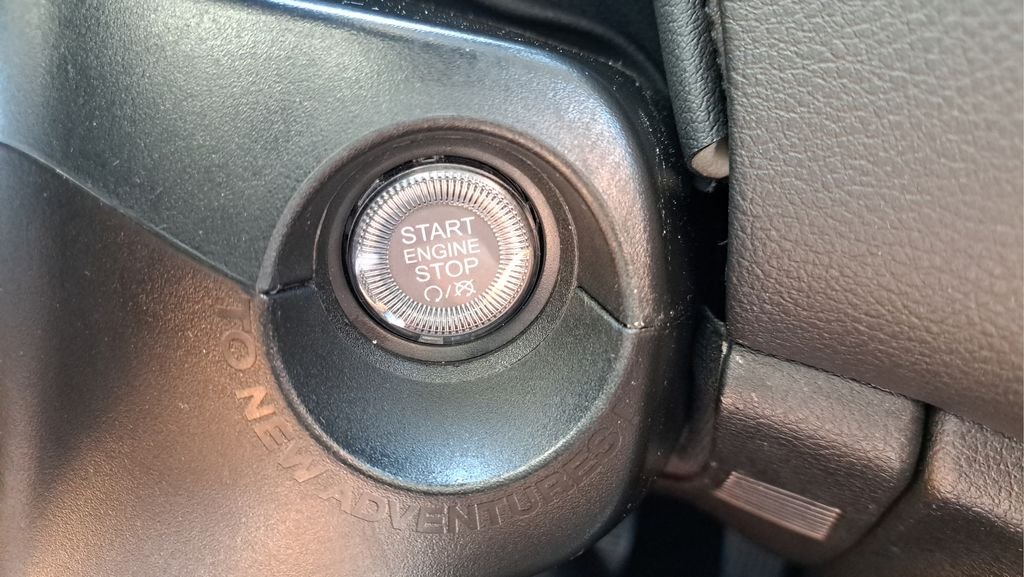 START
ENGINE
STOP
TO NEW ADVENTURES!